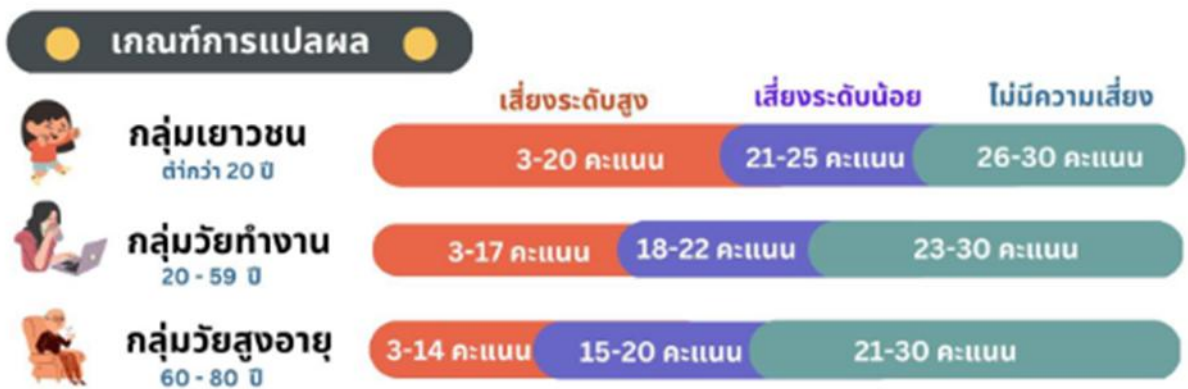 เกณฑ์การแปลผล
เสี่ยงระดับสูง เสี่ยงระดับน้อย ไม่มีความเสี่ยง
กลุ่มเยาวชน
ต่ำกว่า 20 ปี
3-20 คะแนน 21-25 คะแนน 26-30 คะแนน
กลุ่มวัยทำงาน
20 - 59 ปี
3-17 คะแนน 18-22 คะแนน 23-30 คะแนน
กลุ่มวัยสูงอายุ
60 - 80 ปี
3-14 คะแนน 15-20 คะแนน 21-30 คะแนน